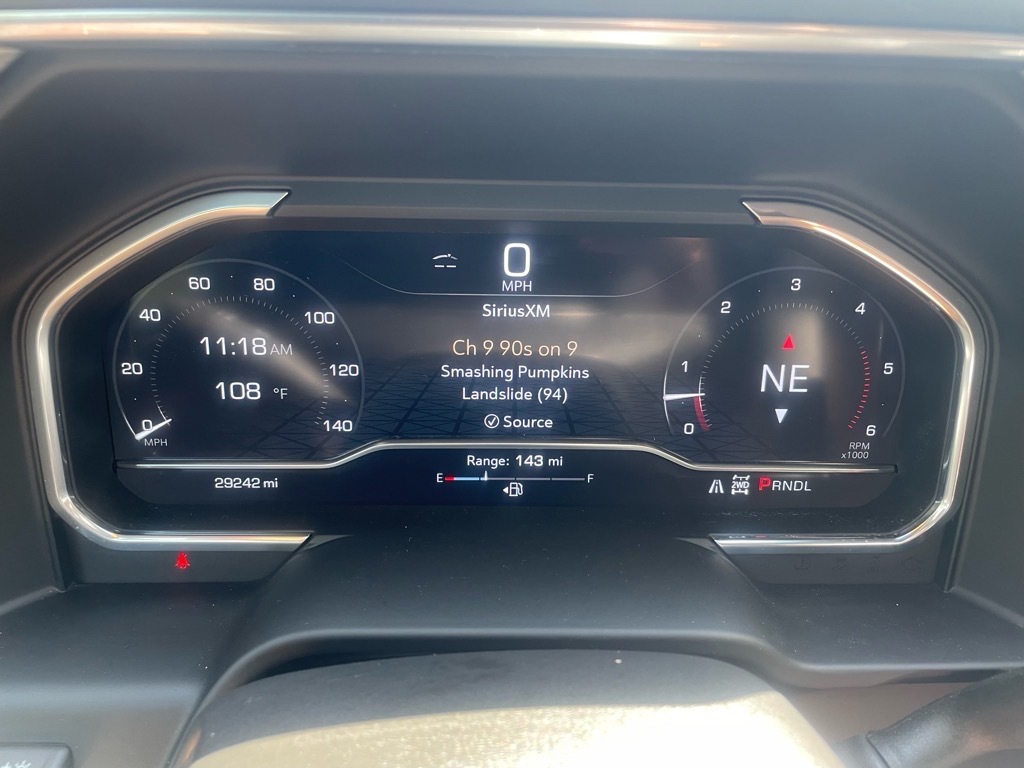 0
MPH
SiriusXM
Ch 9 90s on 9
Smashing Pumpkins
Landslide (94)
Source
0
20
40
60
80
100
120
140
MPH
11:18 AM
108 °F
0
1
2
3
4
5
6
RPM
x1000
NE
Range: 143 mi
E F
29242 mi
2WD PRNDL